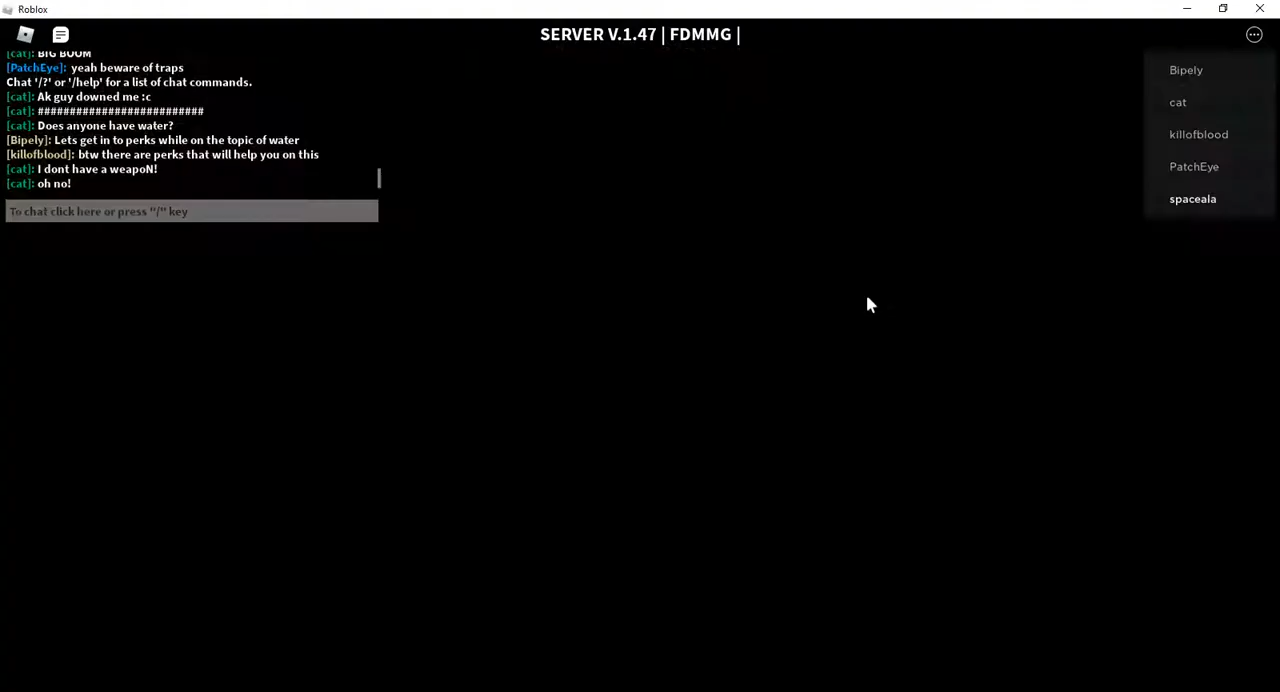 Roblox
SERVER V.1.47 | FDMMG |
[cat]: BIG BOOM
[PatchEye]: yeah beware of traps
Chat '/?' or '/help' for a list of chat commands.
[cat]: Ak guy downed me :c
[cat]: ##########################
[cat]: Does anyone have water?
[Bipely]: Lets get in to perks while on the topic of water
[killofblood]: btw there are perks that will help you on this
[cat]: I dont have a weapoN!
[cat]: oh no!
To chat click here or press "/" key
Bipely
cat
killofblood
PatchEye
spaceala